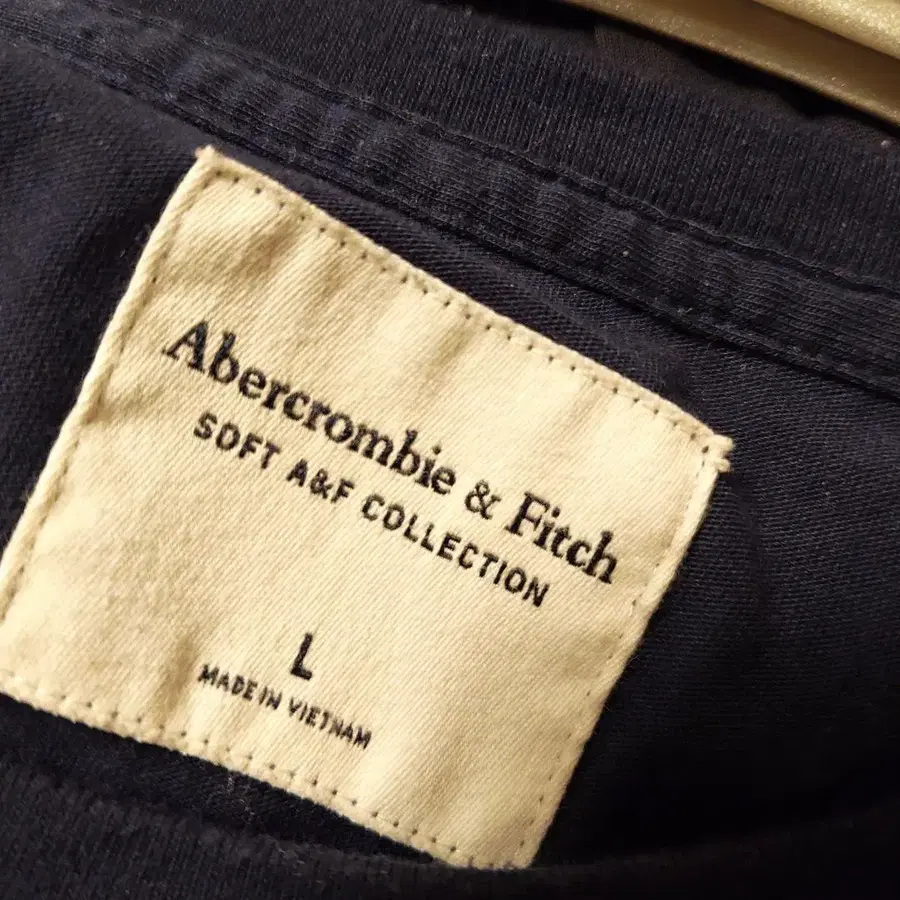 Abercrombie & Fitch
SOFT A&F COLLECTION
L
MADE IN VIETNAM